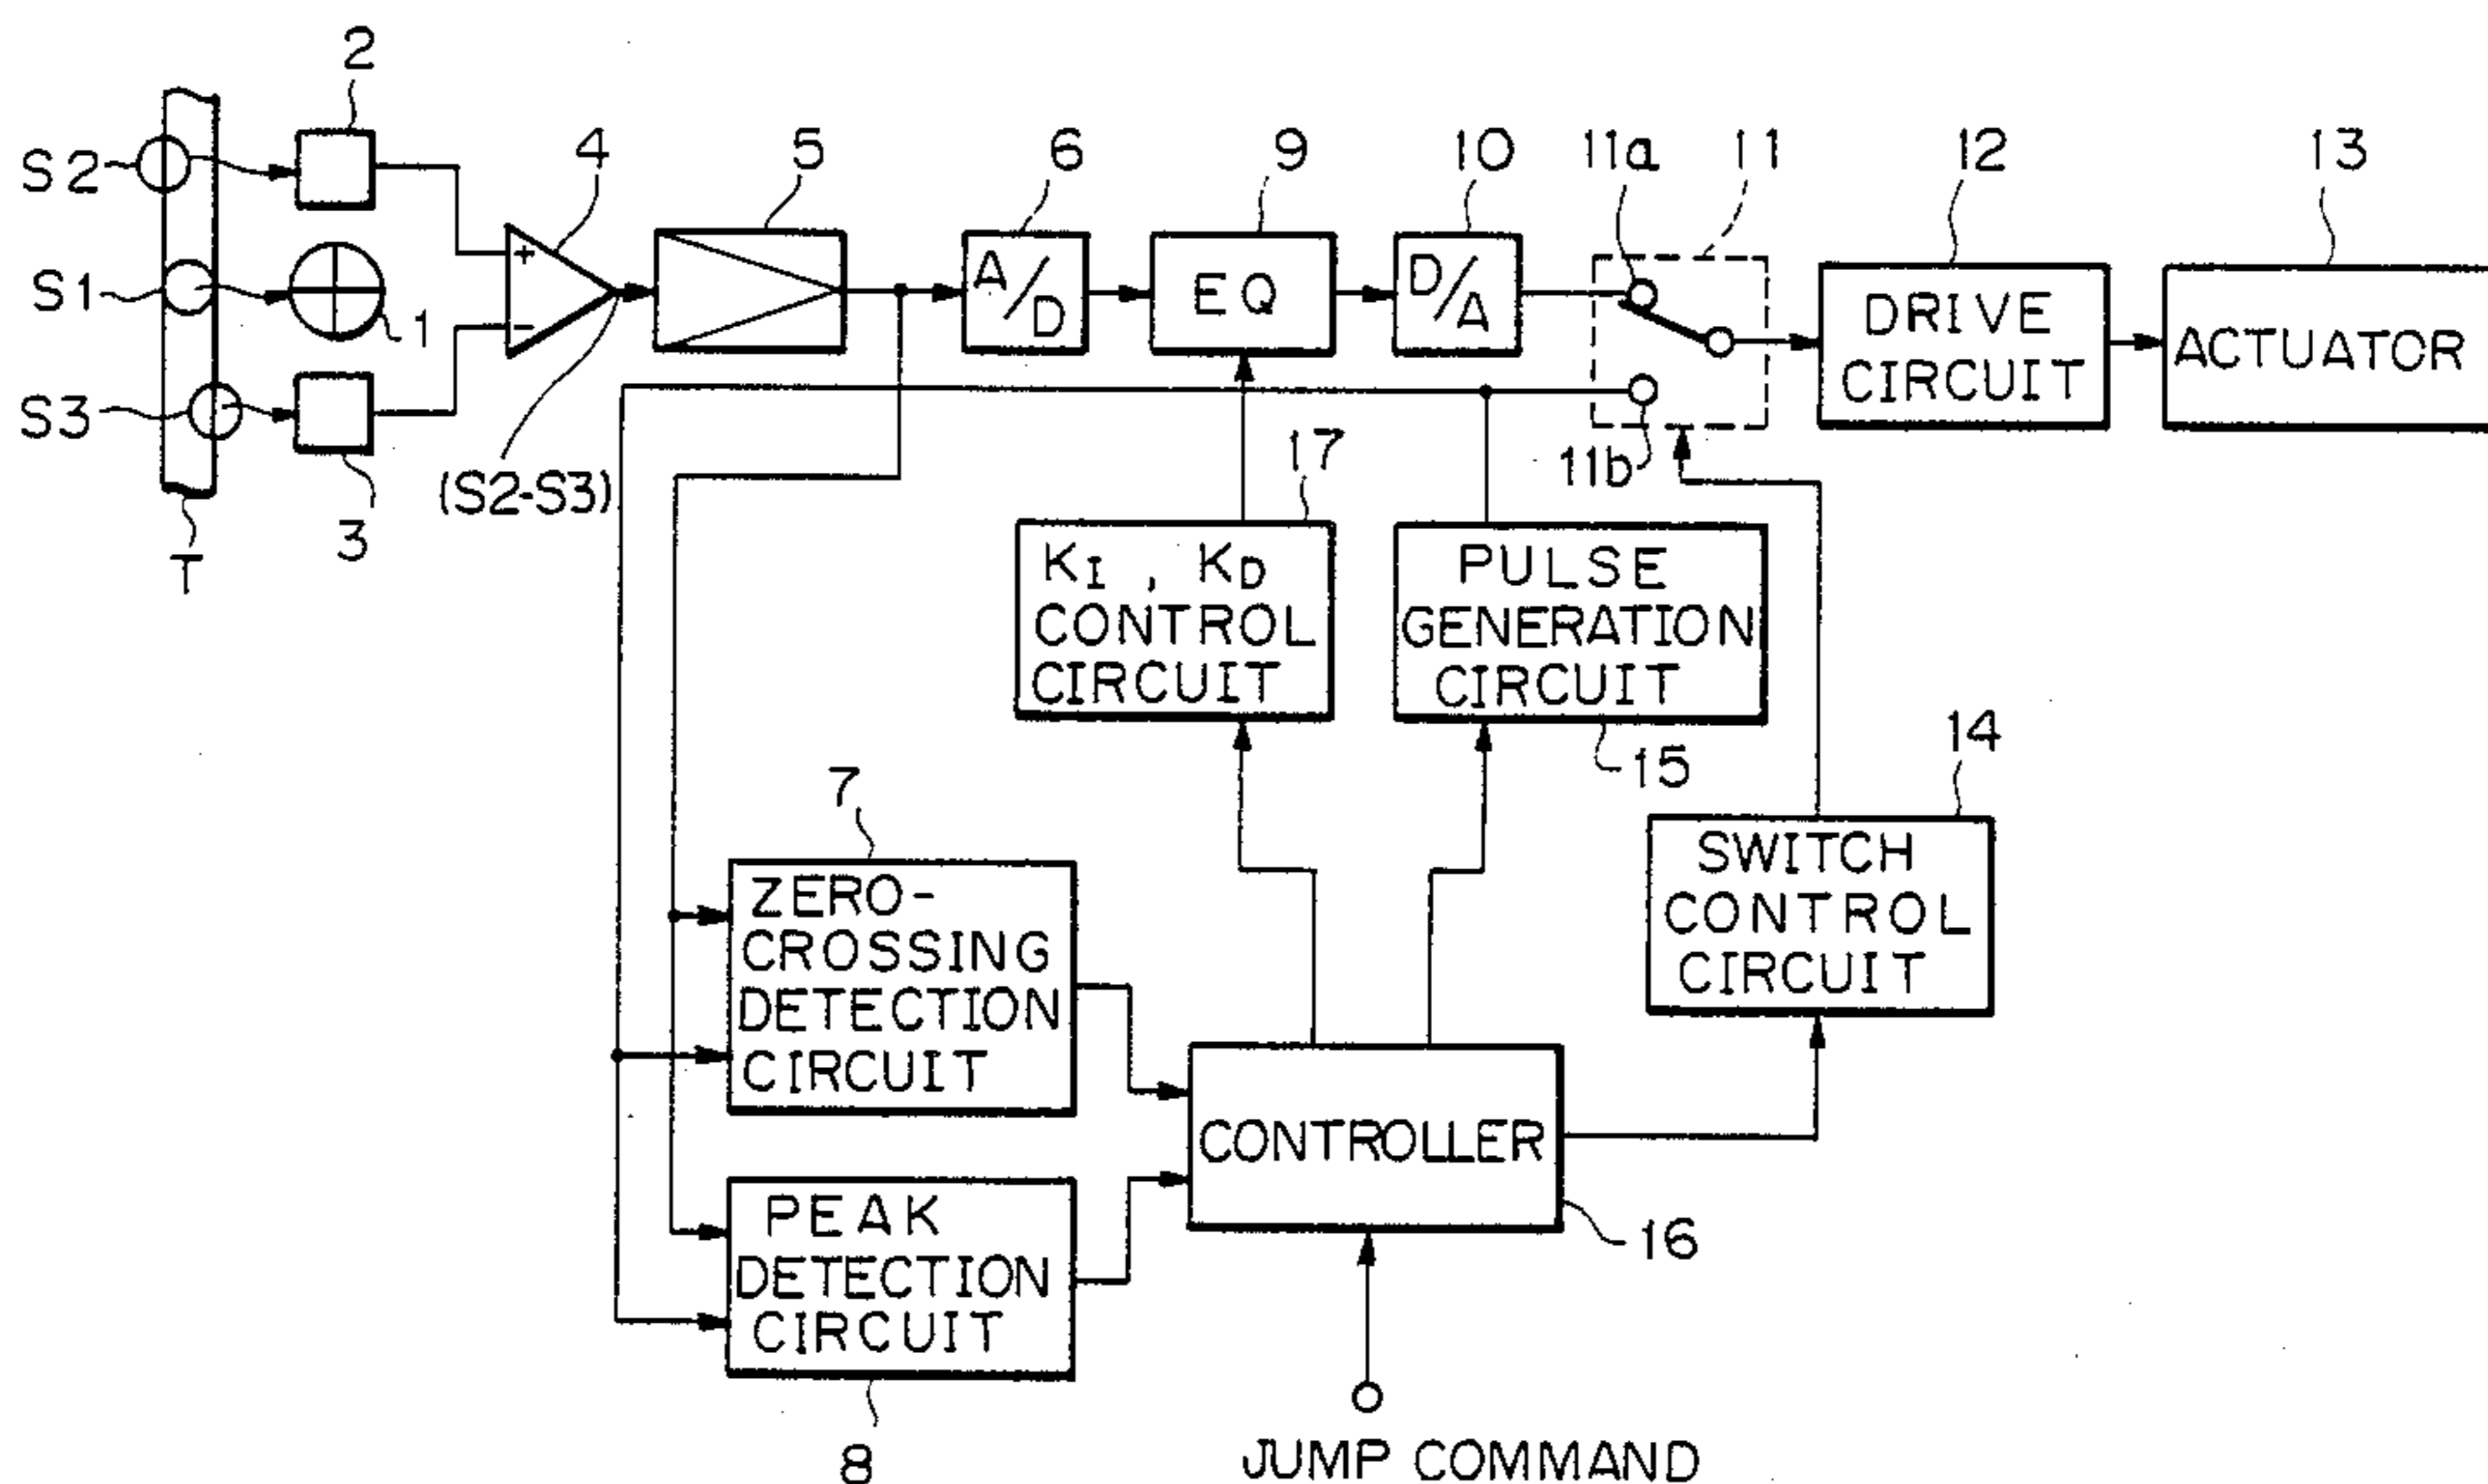 2
4
5
6
9
10
11a
11
12
13
S2
S1
1
S3
3
T
+
−
(S2-S3)
A/D
EQ
D/A
11b
DRIVE
CIRCUIT
ACTUATOR
17
KI , KD
CONTROL
CIRCUIT
PULSE
GENERATION
CIRCUIT
15
14
SWITCH
CONTROL
CIRCUIT
7
ZERO-
CROSSING
DETECTION
CIRCUIT
CONTROLLER
16
PEAK
DETECTION
CIRCUIT
8
JUMP COMMAND